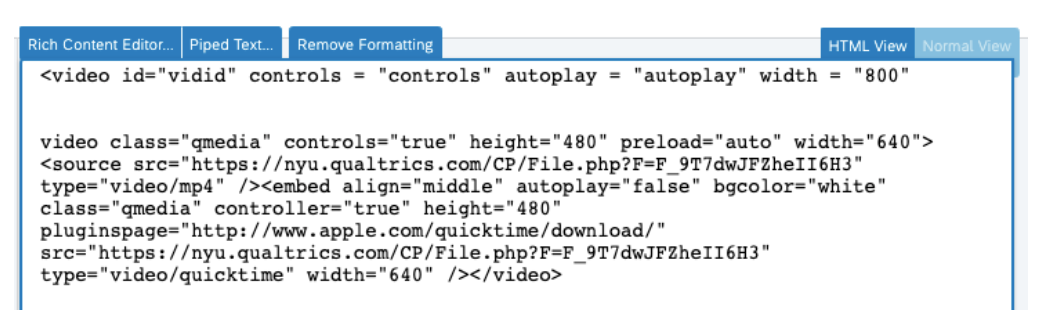 Rich Content Editor... Piped Text... Remove Formatting HTML View Normal View
<video id="vidid" controls = "controls" autoplay = "autoplay" width = "800"
video class="qmedia" controls="true" height="480" preload="auto" width="640">
<source src="https://nyu.qualtrics.com/CP/File.php?F=F_9T7dwJFZheII6H3"
type="video/mp4" /><embed align="middle" autoplay="false" bgcolor="white"
class="qmedia" controller="true" height="480"
pluginspage="http://www.apple.com/quicktime/download/"
src="https://nyu.qualtrics.com/CP/File.php?F=F_9T7dwJFZheII6H3"
type="video/quicktime" width="640" /></video>